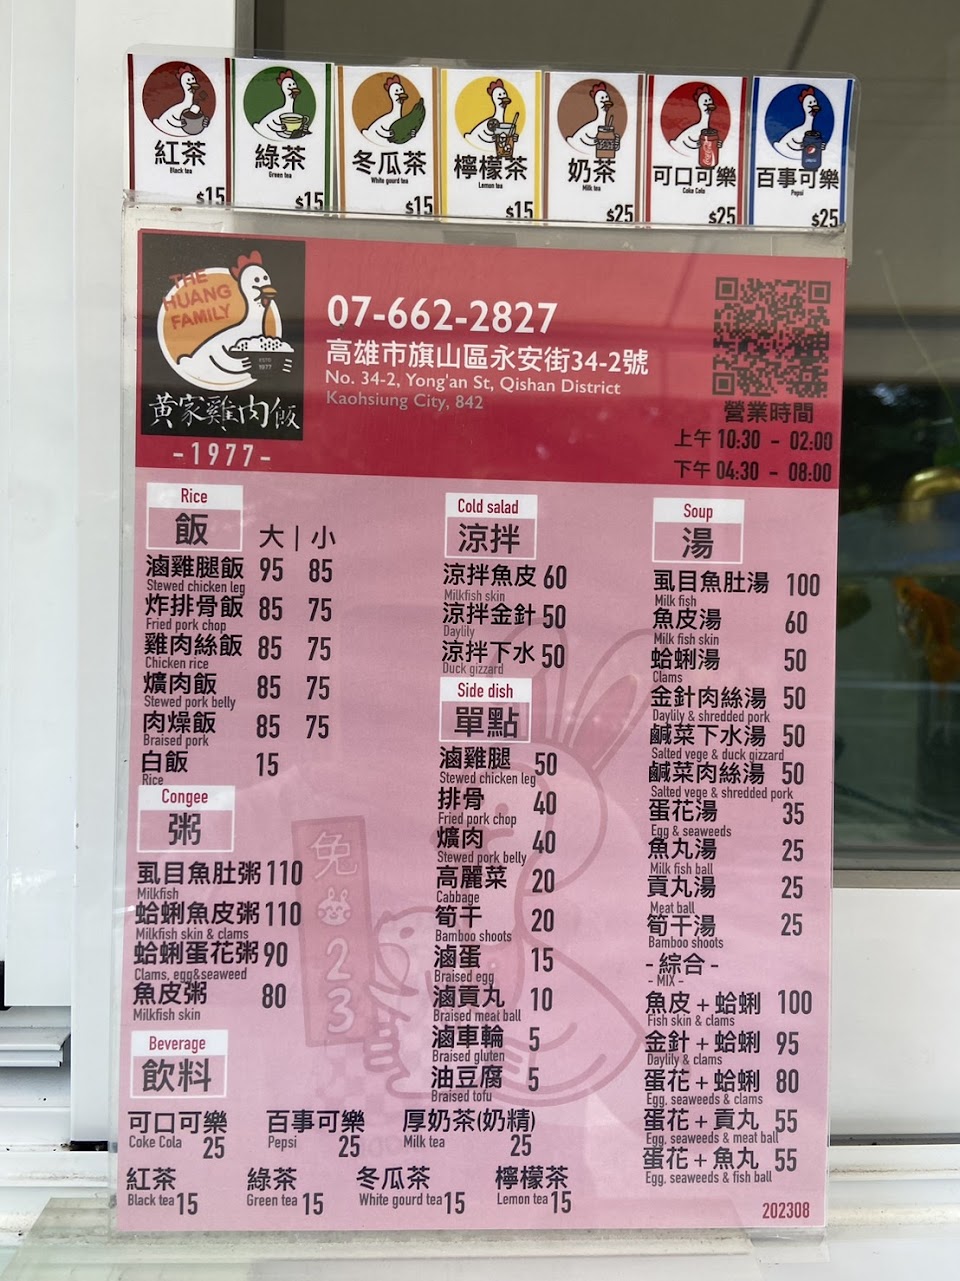 紅茶
Black tea
$15
綠茶
Green tea
$15
冬瓜茶
White gourd tea
$15
檸檬茶
Lemon tea
$15
奶茶
Milk tea
$25
可口可樂
Coke Cola
$25
百事可樂
Pepsi
$25
THE
HUANG
FAMILY
ESTD
1977
黃家雞肉飯
-1977-
07-662-2827
高雄市旗山區永安街34-2號
No. 34-2, Yong'an St, Qishan District
Kaohsiung City, 842
營業時間
上午 10:30 - 02:00
下午 04:30 - 08:00
Rice
飯
大 | 小
滷雞腿飯 95 85
Stewed chicken leg
炸排骨飯 85 75
Fried pork chop
雞肉絲飯 85 75
Chicken rice
爌肉飯 85 75
Stewed pork belly
肉燥飯 85 75
Braised pork
白飯 15
Rice
Congee
粥
虱目魚肚粥 110
Milkfish
蛤蜊魚皮粥 110
Milkfish skin & clams
蛤蜊蛋花粥 90
Clams, egg&seaweed
魚皮粥 80
Milkfish skin
Cold salad
涼拌
涼拌魚皮 60
Milkfish skin
涼拌金針 50
Daylily
涼拌下水 50
Duck gizzard
Side dish
單點
滷雞腿 50
Stewed chicken leg
排骨 40
Fried pork chop
爌肉 40
Stewed pork belly
高麗菜 20
Cabbage
筍干 20
Bamboo shoots
滷蛋 15
Braised egg
滷貢丸 10
Braised meat ball
滷車輪 5
Braised gluten
油豆腐 5
Braised tofu
Soup
湯
虱目魚肚湯 100
Milk fish
魚皮湯 60
Milk fish skin
蛤蜊湯 50
Clams
金針肉絲湯 50
Daylily & shredded pork
鹹菜下水湯 50
Salted vege & duck gizzard
鹹菜肉絲湯 50
Salted vege & shredded pork
蛋花湯 35
Egg & seaweeds
魚丸湯 25
Milk fish ball
貢丸湯 25
Meat ball
筍干湯 25
Bamboo shoots
- 綜合 -
- MIX -
魚皮 + 蛤蜊 100
Fish skin & clams
金針 + 蛤蜊 95
Daylily & clams
蛋花 + 蛤蜊 80
Egg, seaweeds & clams
蛋花 + 貢丸 55
Egg, seaweeds & meat ball
蛋花 + 魚丸 55
Egg, seaweeds & fish ball
Beverage
飲料
可口可樂 百事可樂 厚奶茶(奶精)
Coke Cola 25 Pepsi 25 Milk tea 25
紅茶 綠茶 冬瓜茶 檸檬茶
Black tea 15 Green tea 15 White gourd tea 15 Lemon tea 15
202308
兔
2
3